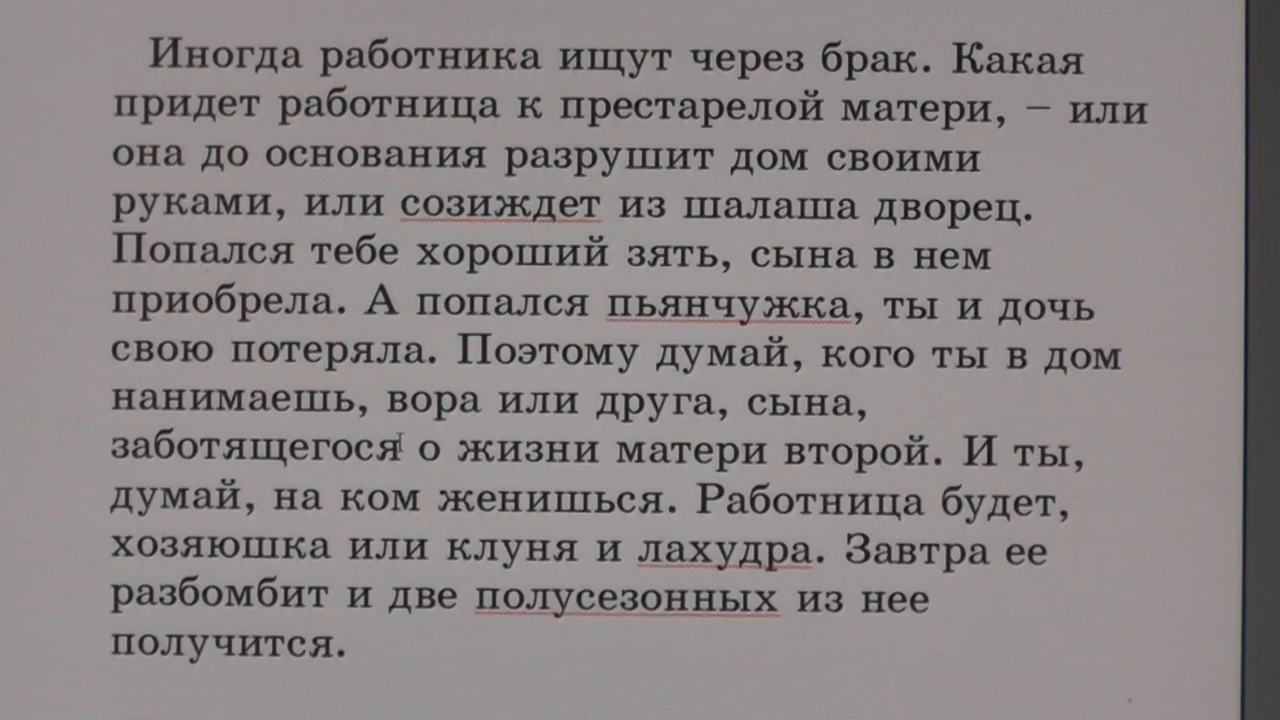 Иногда работника ищут через брак. Какая
придет работница к престарелой матери, – или
она до основания разрушит дом своими
руками, или созиждет из шалаша дворец.
Попался тебе хороший зять, сына в нем
приобрела. А попался пьянчужка, ты и дочь
свою потеряла. Поэтому думай, кого ты в дом
нанимаешь, вора или друга, сына,
заботящегося о жизни матери второй. И ты,
думай, на ком женишься. Работница будет,
хозяюшка или клуня и лахудра. Завтра ее
разбомбит и две полусезонных из нее
получится.